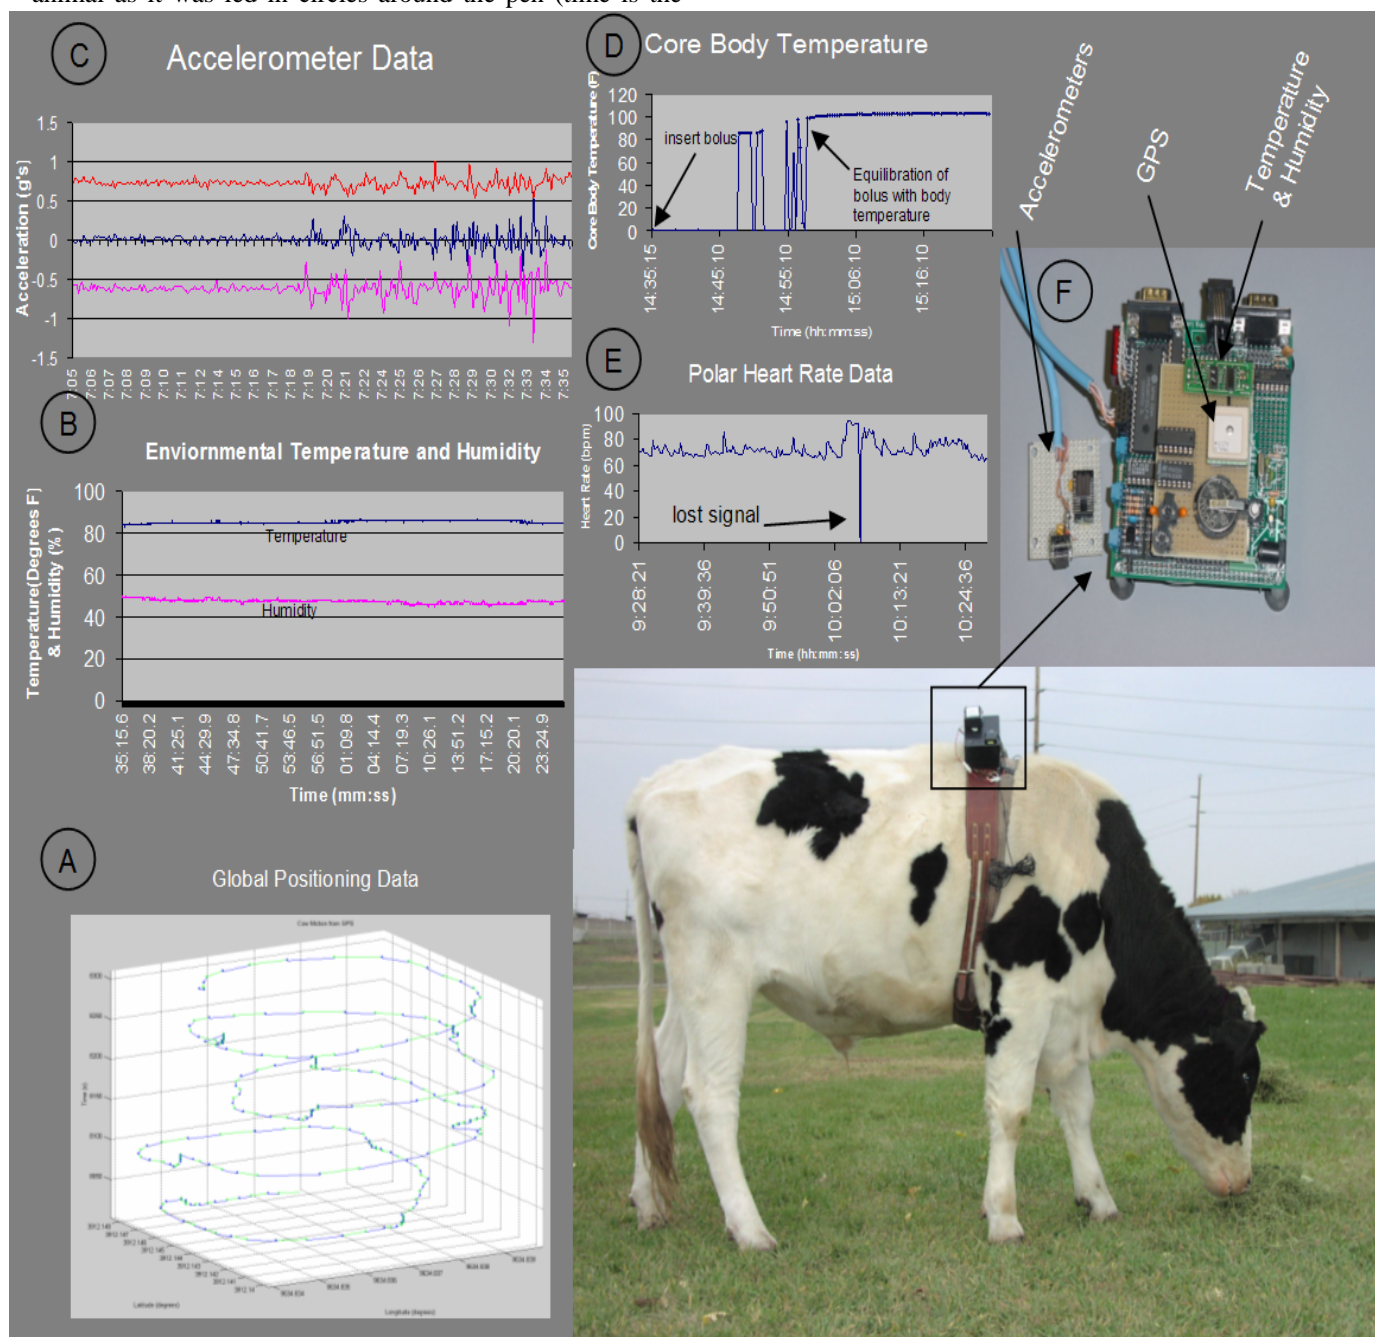 animal as it was led in circles around the pen (time is the
C
Accelerometer Data
Acceleration (g's)
1.5
1
0.5
0
-0.5
-1
-1.5
7:05
7:06
7:07
7:08
7:09
7:10
7:11
7:12
7:14
7:15
7:16
7:17
7:18
7:19
7:20
7:21
7:22
7:24
7:25
7:26
7:27
7:28
7:29
7:30
7:32
7:33
7:34
7:35
D
Core Body Temperature
Core Body Temperature (F)
120
100
80
60
40
20
0
insert bolus
Equilibration of
bolus with body
temperature
14:35:15
14:45:10
14:55:10
15:06:10
15:16:10
Time (hh:mm:ss)
Accelerometers
GPS
Temperature
& Humidity
F
B
Enviornmental Temperature and Humidity
Temperature(Degrees F)
& Humidity (%)
100
80
60
40
20
0
Temperature
Humidity
35:15.6
38:20.2
41:25.1
44:29.9
47:34.8
50:41.7
53:46.5
56:51.5
01:09.8
04:14.4
07:19.3
10:26.1
13:51.2
17:15.2
20:20.1
23:24.9
Time (mm:ss)
E
Polar Heart Rate Data
Heart Rate (bpm)
100
80
60
40
20
0
lost signal
9:28:21
9:39:36
9:50:51
10:02:06
10:13:21
10:24:36
Time (hh:mm:ss)
A
Global Positioning Data
Cow Motion from GPS
Time (s)
Latitude (degrees)
Longitude (degrees)